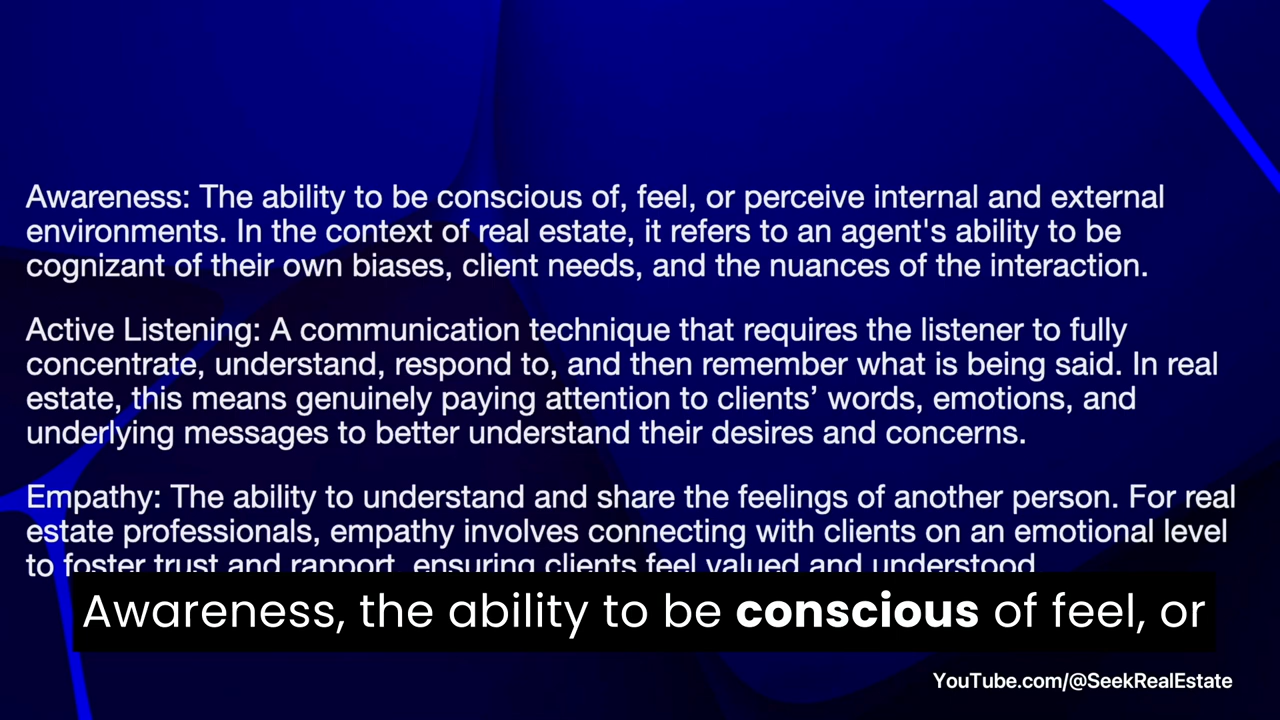 Awareness: The ability to be conscious of, feel, or perceive internal and external
environments. In the context of real estate, it refers to an agent's ability to be
cognizant of their own biases, client needs, and the nuances of the interaction.
Active Listening: A communication technique that requires the listener to fully
concentrate, understand, respond to, and then remember what is being said. In real
estate, this means genuinely paying attention to clients’ words, emotions, and
underlying messages to better understand their desires and concerns.
Empathy: The ability to understand and share the feelings of another person. For real
estate professionals, empathy involves connecting with clients on an emotional level
to foster trust and rapport, ensuring clients feel valued and understood
Awareness, the ability to be conscious of feel, or
YouTube.com/@SeekRealEstate